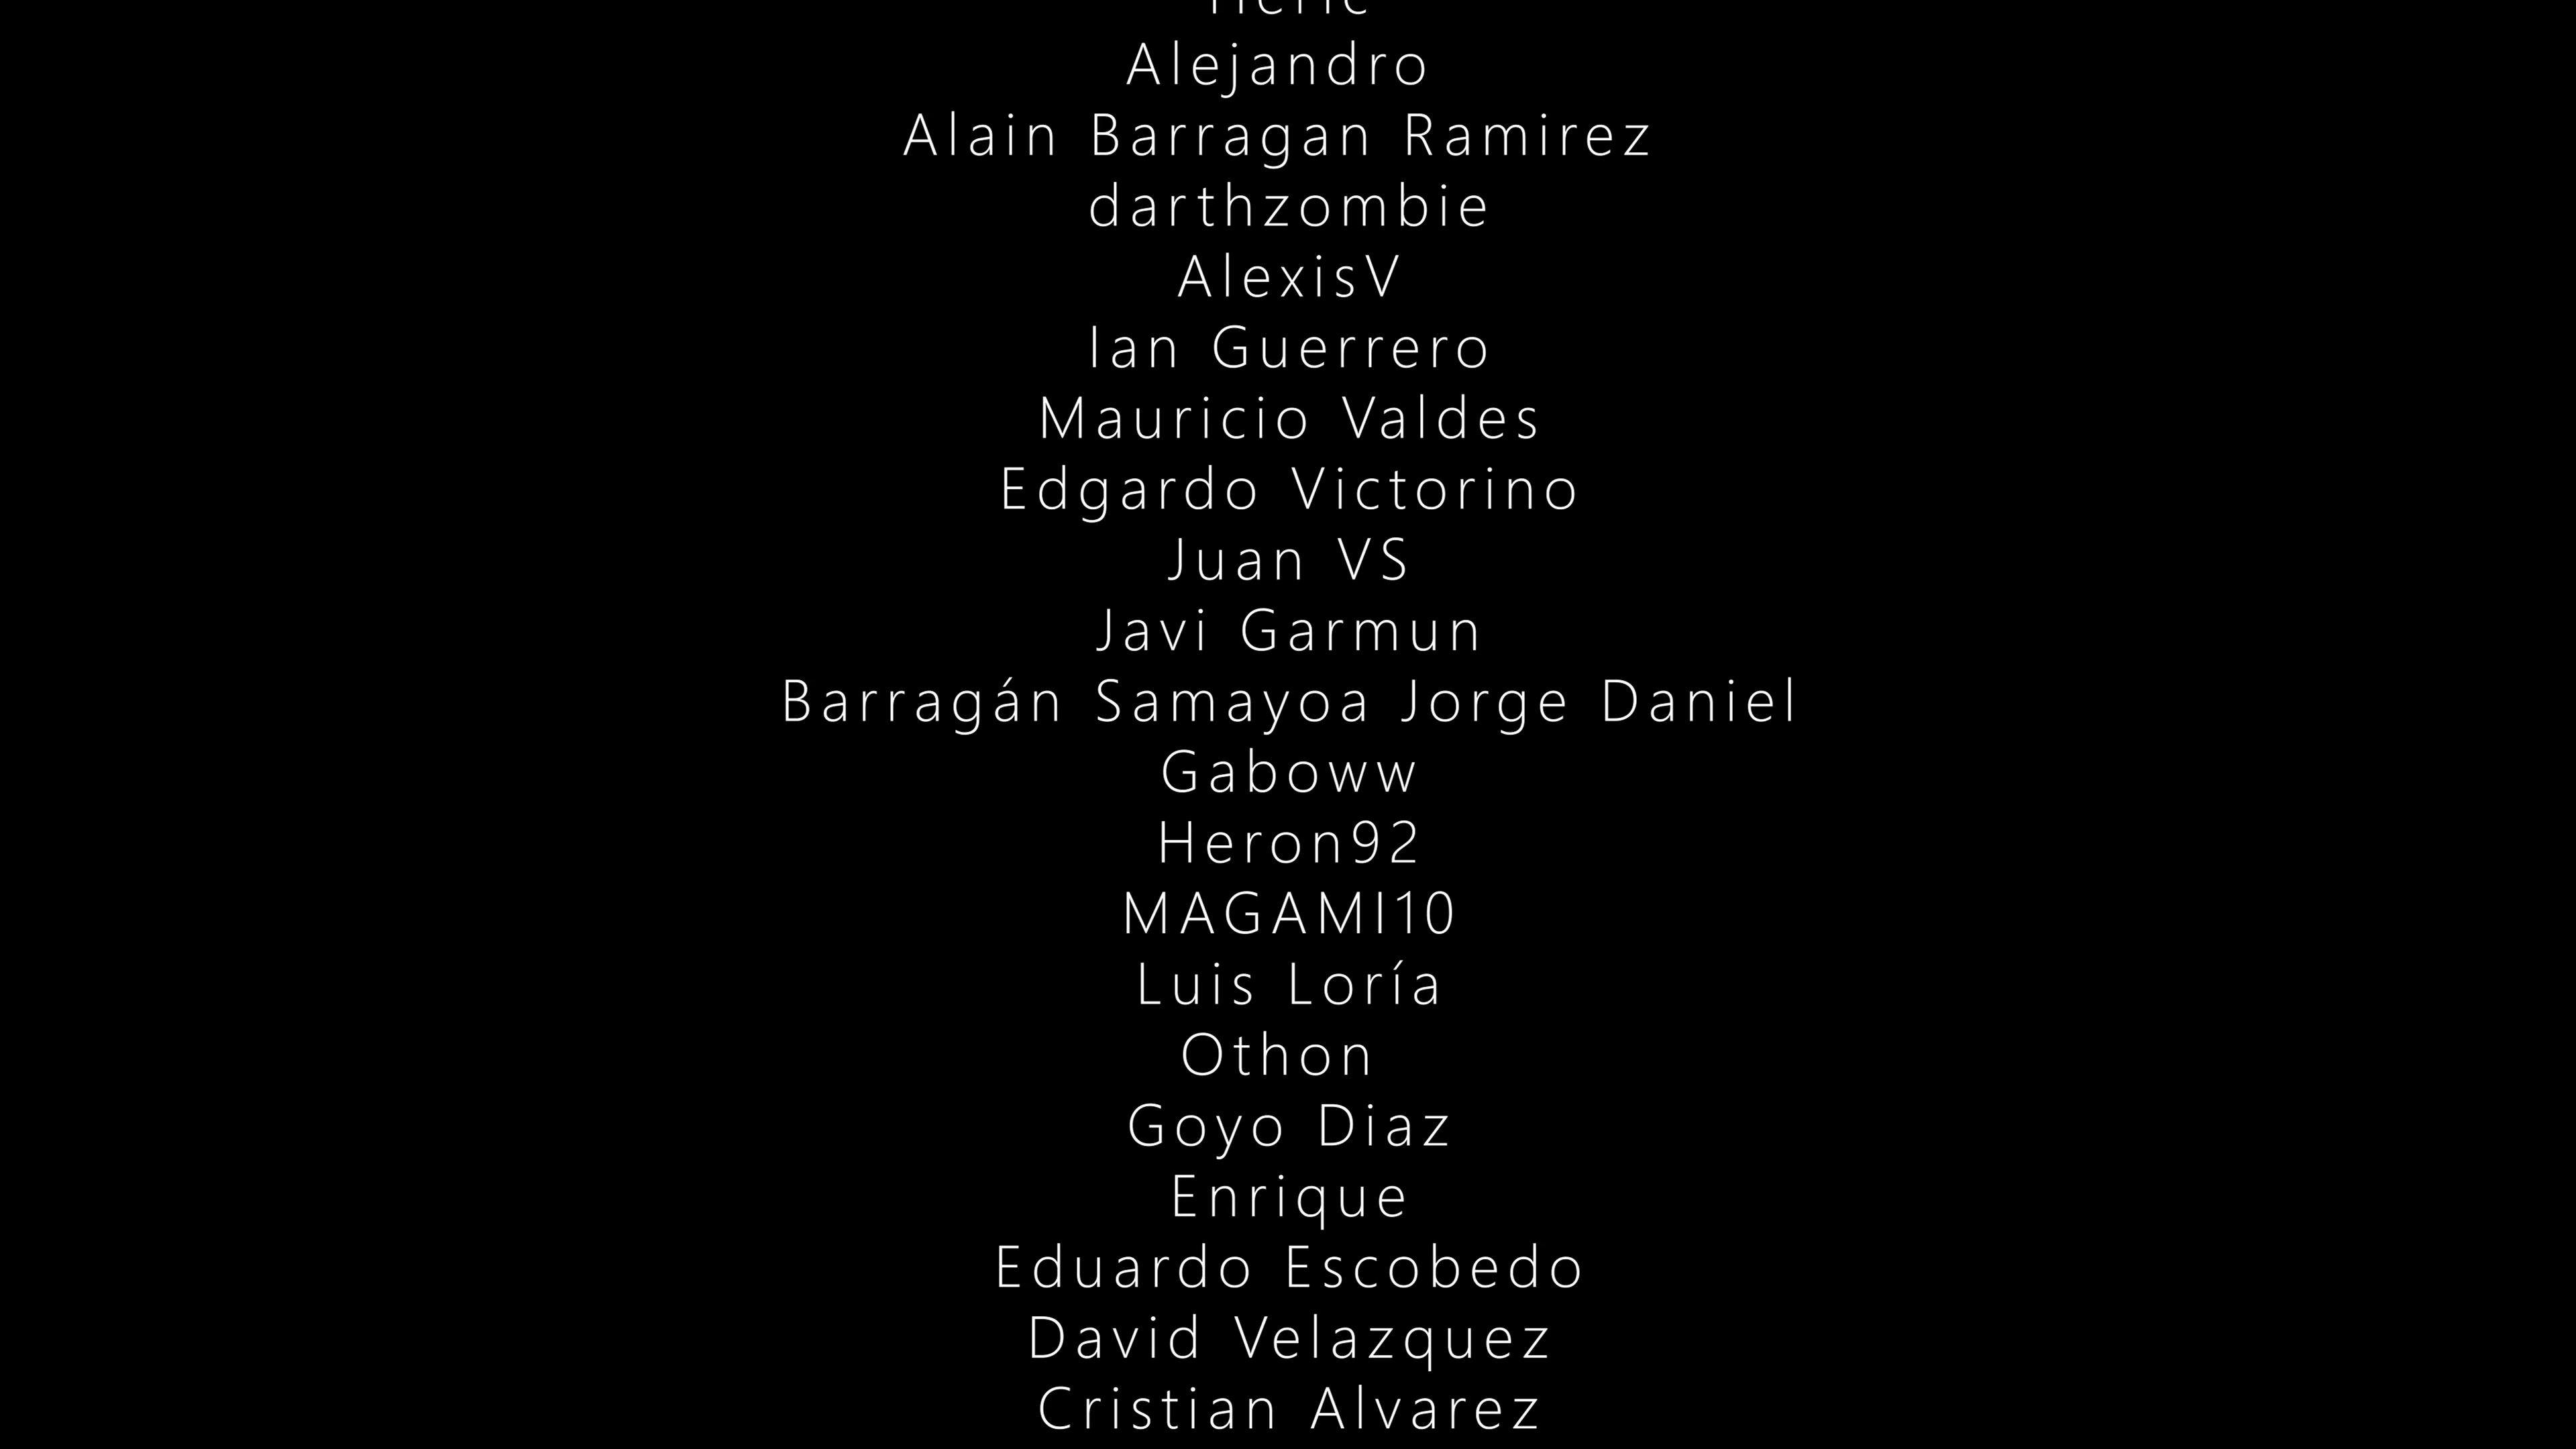 Alejandro
Alain Barragan Ramirez
darthzombie
AlexisV
Ian Guerrero
Mauricio Valdes
Edgardo Victorino
Juan VS
Javi Garmun
Barragán Samayoa Jorge Daniel
Gaboww
Heron92
MAGAMI10
Luis Loría
Othon
Goyo Diaz
Enrique
Eduardo Escobedo
David Velazquez
Cristian Alvarez